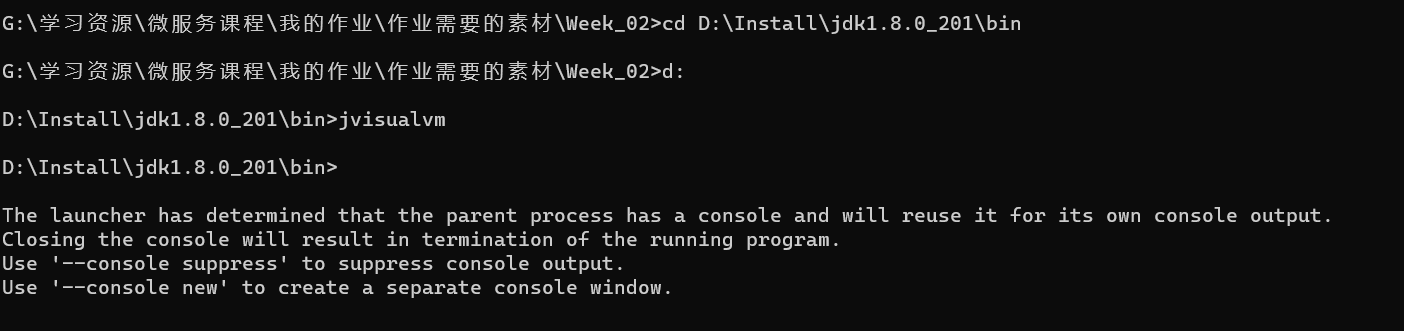 G:\学习资源\微服务课程\我的作业\作业需要的素材\Week_02>cd D:\Install\jdk1.8.0_201\bin
G:\学习资源\微服务课程\我的作业\作业需要的素材\Week_02>d:
D:\Install\jdk1.8.0_201\bin>jvisualvm
D:\Install\jdk1.8.0_201\bin>
The launcher has determined that the parent process has a console and will reuse it for its own console output.
Closing the console will result in termination of the running program.
Use '--console suppress' to suppress console output.
Use '--console new' to create a separate console window.